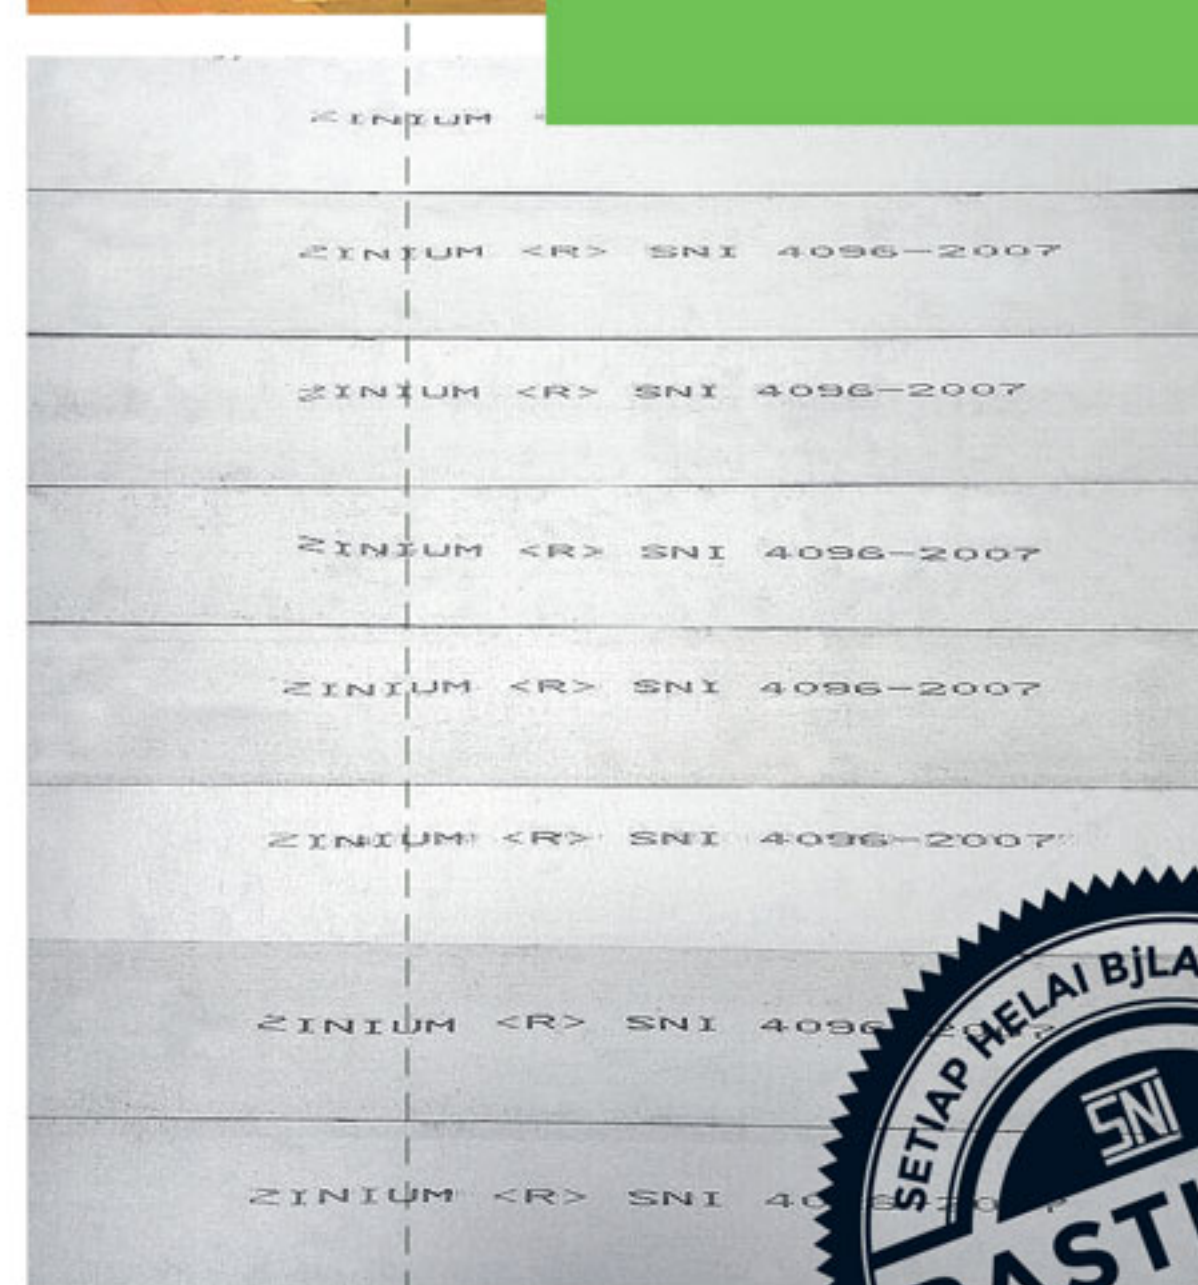 ZINIUM
ZINIUM <R> SNI 4096-2007
ZINIUM <R> SNI 4096-2007
ZINIUM <R> SNI 4096-2007
ZINIUM <R> SNI 4096-2007
ZINIUM <R> SNI 4096-2007
ZINIUM <R> SNI 4096
ZINIUM <R> SNI
SETIAP HELAI BjLA
SNI